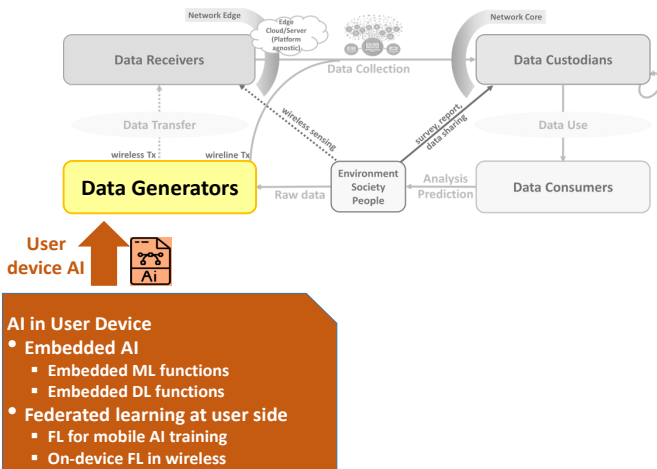 Network Edge
Edge
Cloud/Server
(Platform
agnostic)
Network Core
Data Receivers
Data Collection
Data Custodians
Data Transfer
wireless sensing
survey, report,
data sharing
Data Use
wireless Tx
wireline Tx
Data Generators
Raw data
Environment
Society
People
Analysis
Prediction
Data Consumers
User
device AI
Ai
AI in User Device
• Embedded AI
▪ Embedded ML functions
▪ Embedded DL functions
• Federated learning at user side
▪ FL for mobile AI training
▪ On-device FL in wireless